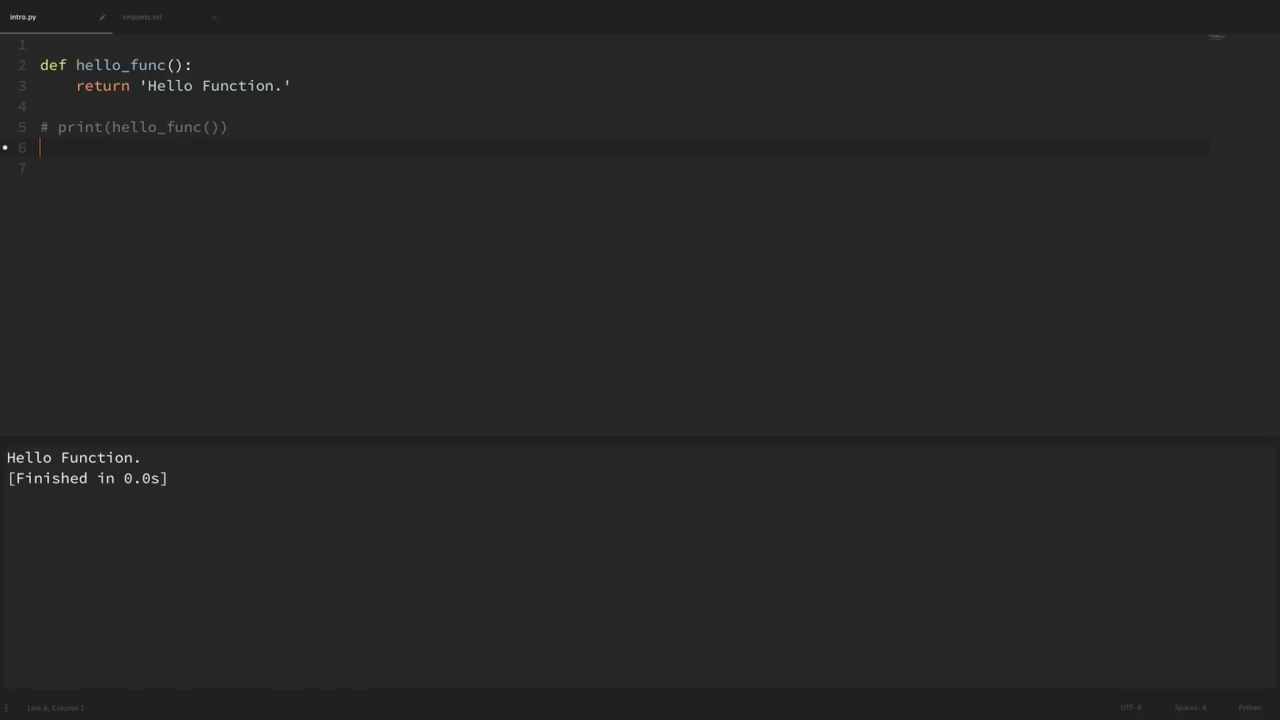 intro.py
snippets.txt
1
2 def hello_func():
3     return 'Hello Function.'
4
5 # print(hello_func())
6
7
Hello Function.
[Finished in 0.0s]
Line 6, Column 1
UTF-8
Spaces: 4
Python